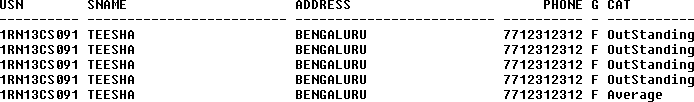 USN SNAME ADDRESS PHONE G CAT
---------- ------------------------- ------------------------- ---------- - -----------
1RN13CS091 TEESHA BENGALURU 7712312312 F OutStanding
1RN13CS091 TEESHA BENGALURU 7712312312 F OutStanding
1RN13CS091 TEESHA BENGALURU 7712312312 F OutStanding
1RN13CS091 TEESHA BENGALURU 7712312312 F OutStanding
1RN13CS091 TEESHA BENGALURU 7712312312 F Average